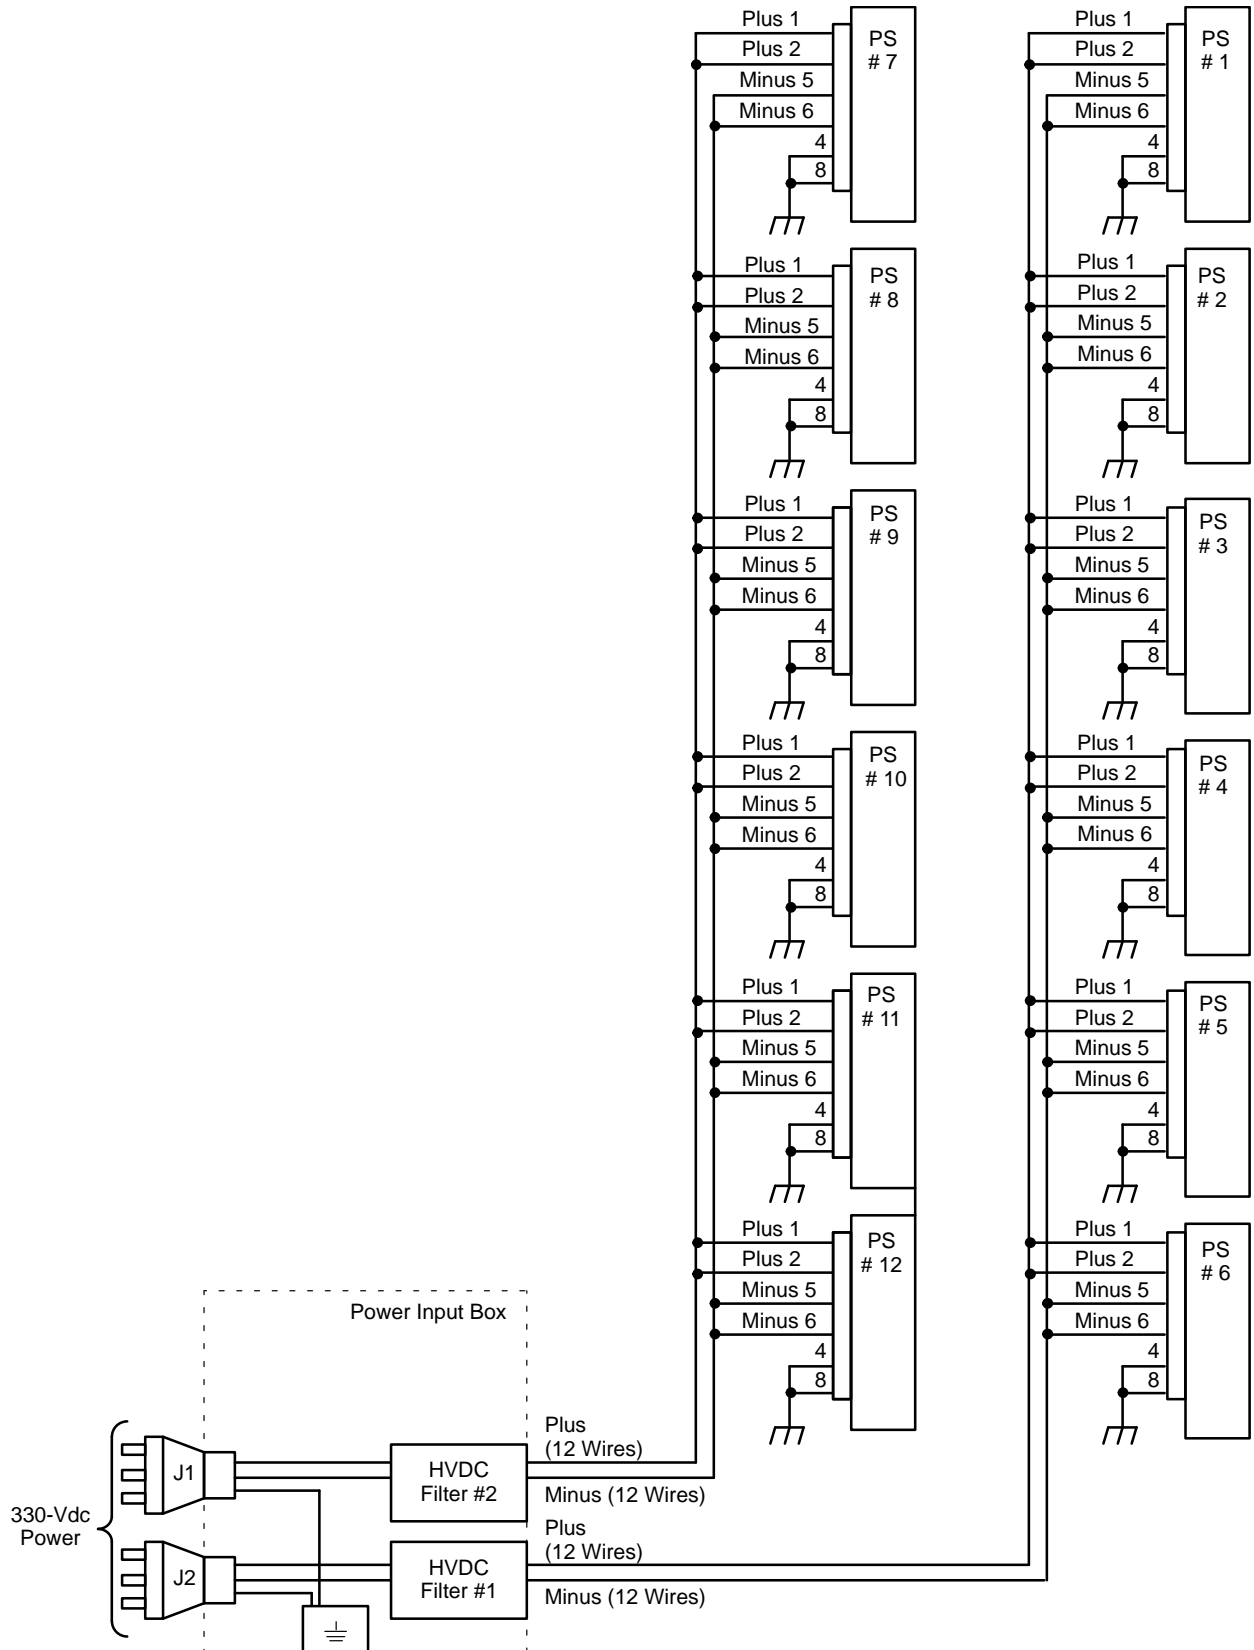 Plus 1
Plus 2
Minus 5
Minus 6
4
8
PS
# 7
Plus 1
Plus 2
Minus 5
Minus 6
4
8
PS
# 1
Plus 1
Plus 2
Minus 5
Minus 6
4
8
PS
# 8
Plus 1
Plus 2
Minus 5
Minus 6
4
8
PS
# 2
Plus 1
Plus 2
Minus 5
Minus 6
4
8
PS
# 9
Plus 1
Plus 2
Minus 5
Minus 6
4
8
PS
# 3
Plus 1
Plus 2
Minus 5
Minus 6
4
8
PS
# 10
Plus 1
Plus 2
Minus 5
Minus 6
4
8
PS
# 4
Plus 1
Plus 2
Minus 5
Minus 6
4
8
PS
# 11
Plus 1
Plus 2
Minus 5
Minus 6
4
8
PS
# 5
Plus 1
Plus 2
Minus 5
Minus 6
4
8
PS
# 12
Plus 1
Plus 2
Minus 5
Minus 6
4
8
PS
# 6
Power Input Box
330-Vdc
Power
J1
HVDC
Filter #2
Plus
(12 Wires)
Minus (12 Wires)
J2
HVDC
Filter #1
Plus
(12 Wires)
Minus (12 Wires)